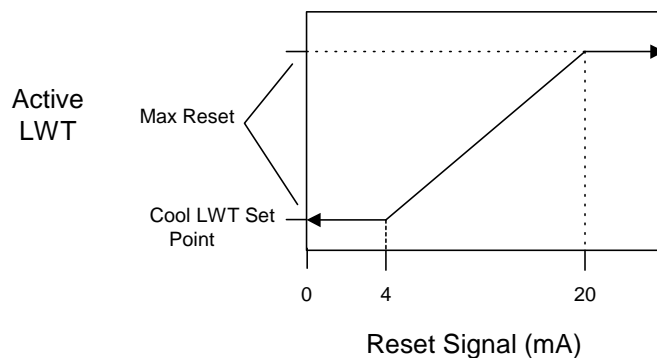 Active
LWT
Max Reset
Cool LWT Set
Point
0
4
20
Reset Signal (mA)